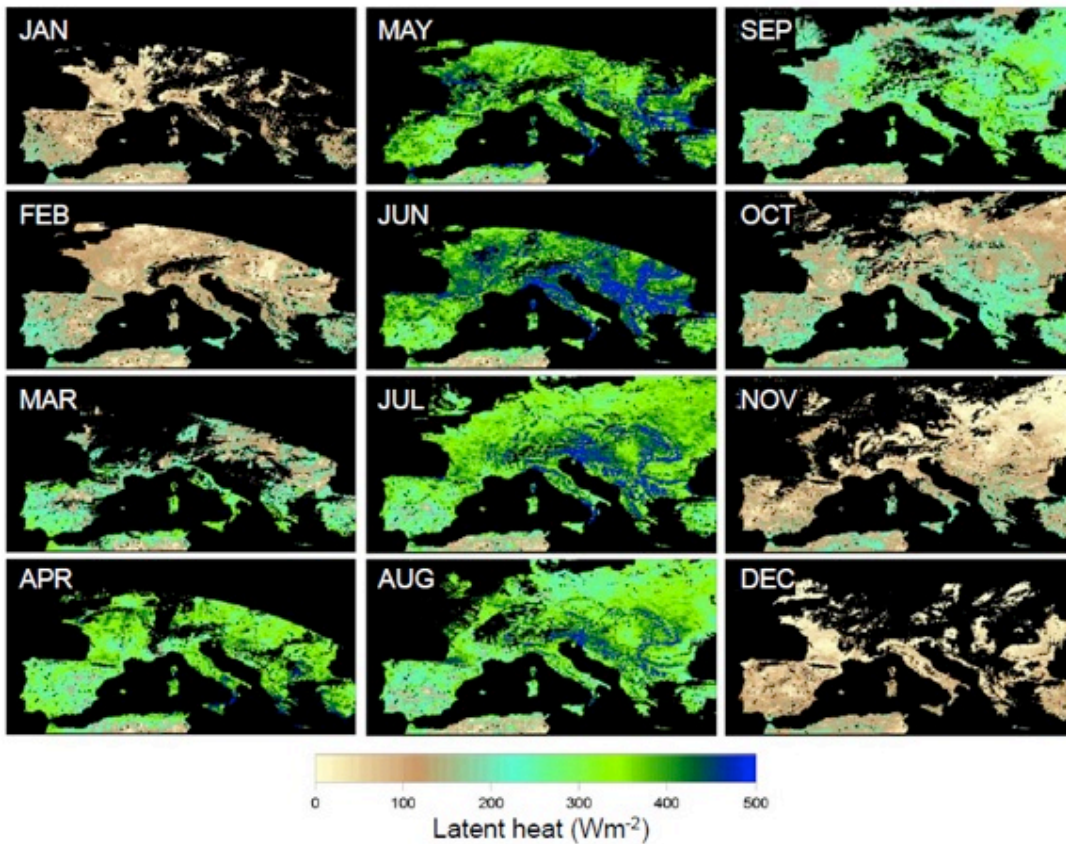 JAN
MAY
SEP
FEB
JUN
OCT
MAR
JUL
NOV
APR
AUG
DEC
0 100 200 300 400 500
Latent heat (Wm⁻²)